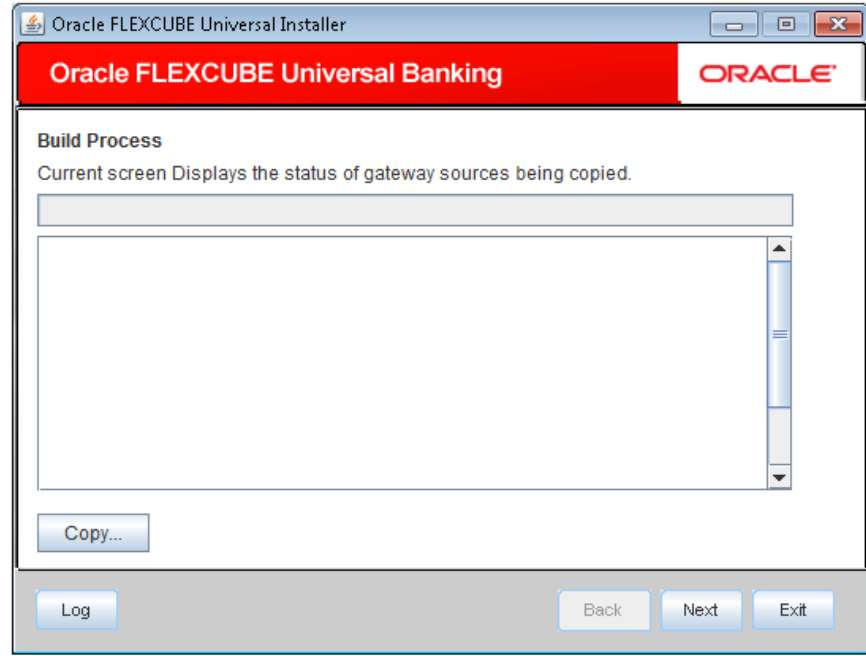 Oracle FLEXCUBE Universal Installer
Oracle FLEXCUBE Universal Banking
ORACLE
Build Process
Current screen Displays the status of gateway sources being copied.
Copy...
Log
Back
Next
Exit